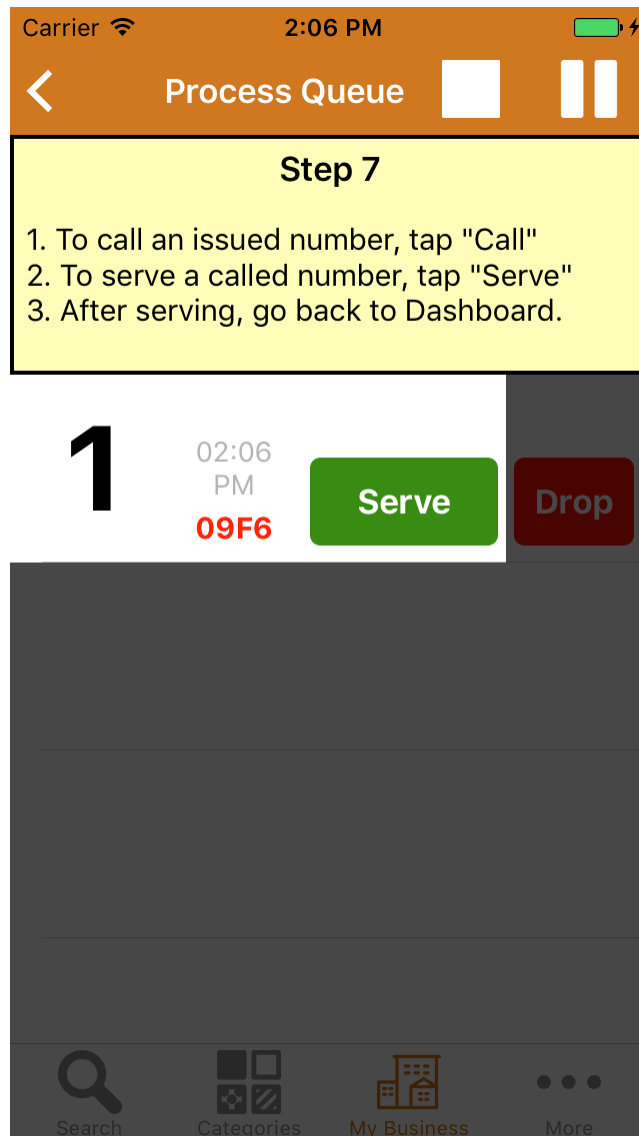 Carrier 2:06 PM
Process Queue
Step 7
1. To call an issued number, tap "Call"
2. To serve a called number, tap "Serve"
3. After serving, go back to Dashboard.
1
02:06
PM
09F6
Serve
Drop
Search
Categories
My Business
More